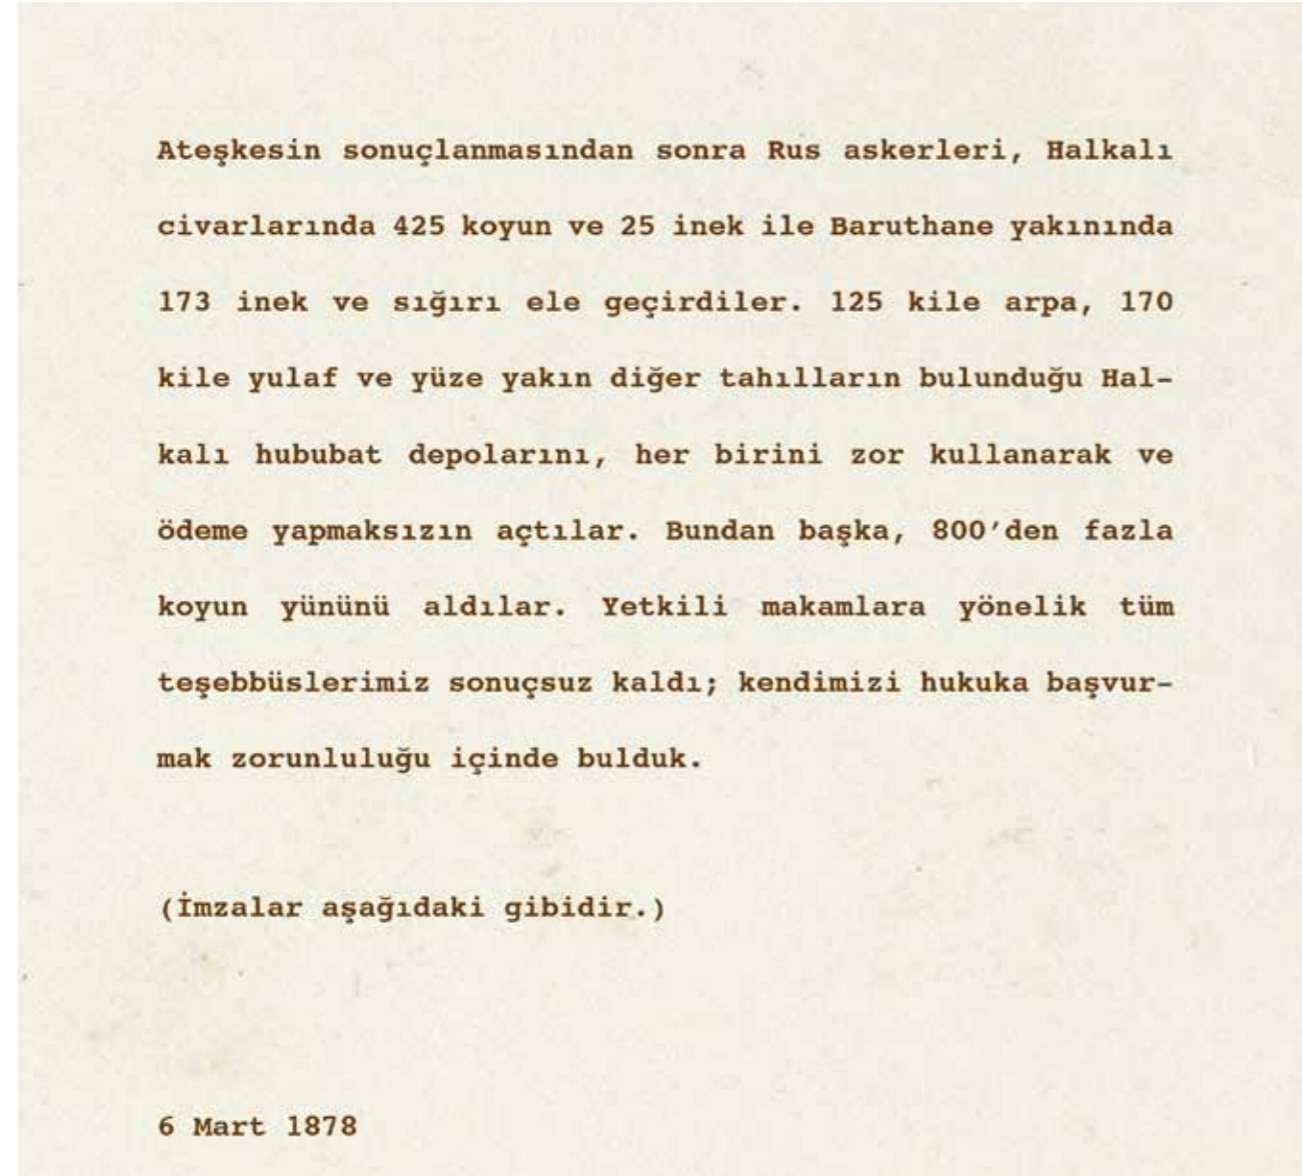 Ateşkesin sonuçlanmasından sonra Rus askerleri, Halkalı
civarlarında 425 koyun ve 25 inek ile Baruthane yakınında
173 inek ve sığırı ele geçirdiler. 125 kile arpa, 170
kile yulaf ve yüze yakın diğer tahılların bulunduğu Hal-
kalı hububat depolarını, her birini zor kullanarak ve
ödeme yapmaksızın açtılar. Bundan başka, 800’den fazla
koyun yününü aldılar. Yetkili makamlara yönelik tüm
teşebbüslerimiz sonuçsuz kaldı; kendimizi hukuka başvur-
mak zorunluluğu içinde bulduk.
(İmzalar aşağıdaki gibidir.)
6 Mart 1878